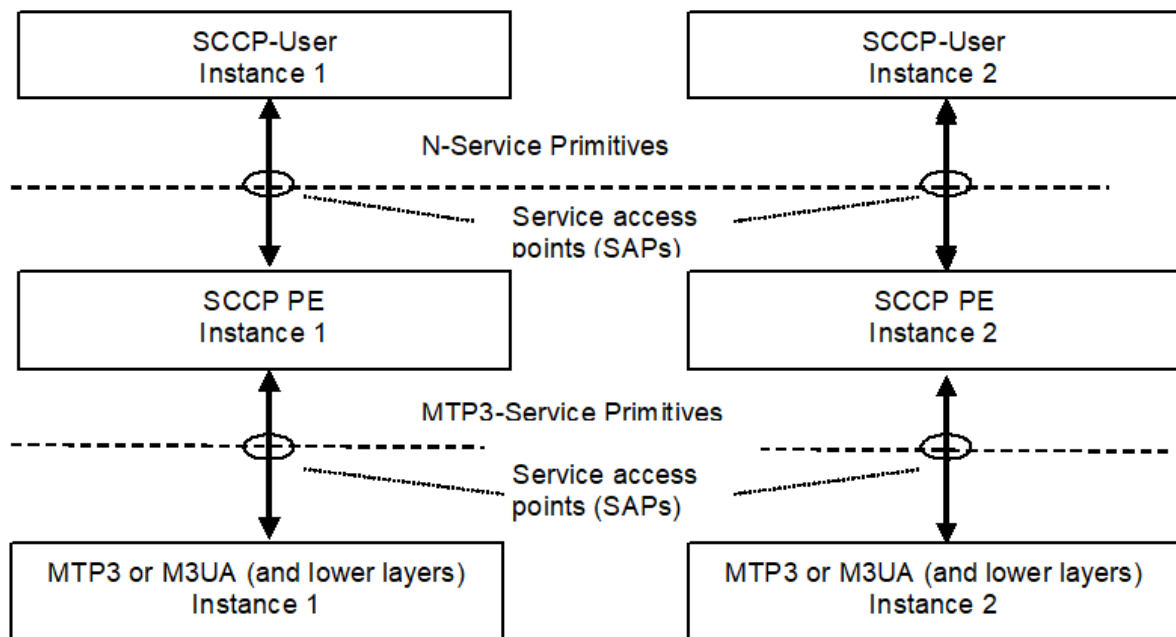 SCCP-User
Instance 1
SCCP-User
Instance 2
N-Service Primitives
Service access
points (SAPs)
SCCP PE
Instance 1
SCCP PE
Instance 2
MTP3-Service Primitives
Service access
points (SAPs)
MTP3 or M3UA (and lower layers)
Instance 1
MTP3 or M3UA (and lower layers)
Instance 2